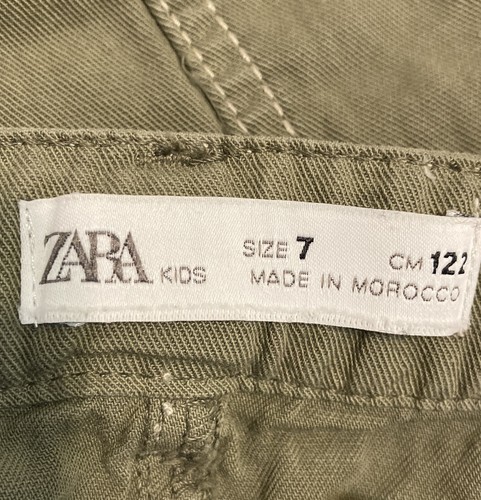 ZARA KIDS SIZE 7 CM 122
MADE IN MOROCCO